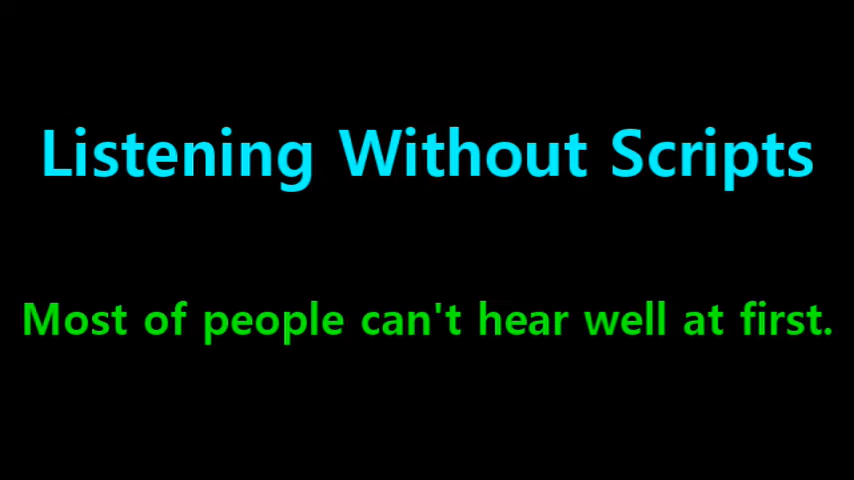 Listening Without Scripts
Most of people can't hear well at first.